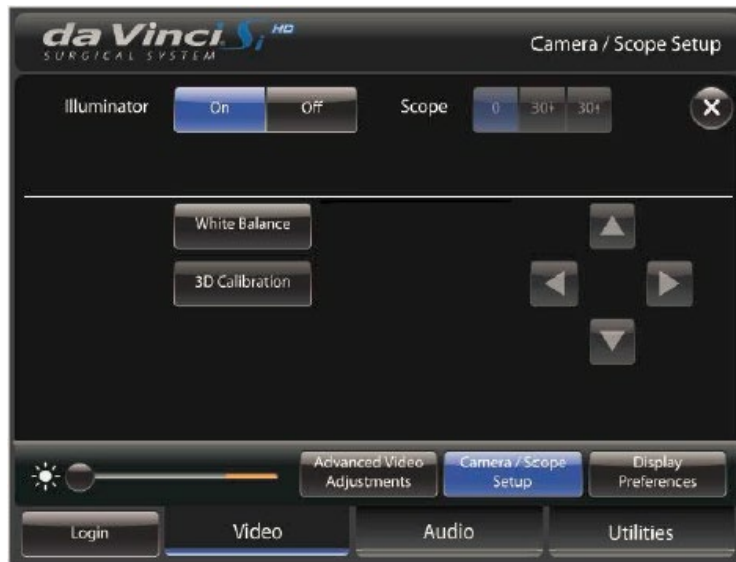 da Vinci Si HD
SURGICAL SYSTEM
Camera / Scope Setup
Illuminator On Off Scope 0 30 30
White Balance
3D Calibration
Advanced Video Adjustments
Camera / Scope Setup
Display Preferences
Login Video Audio Utilities